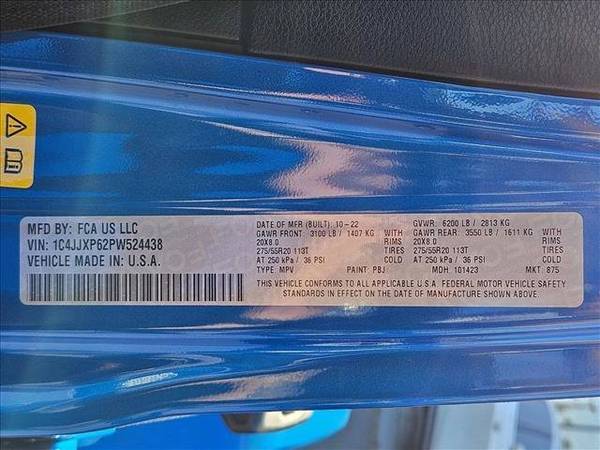 MFD BY: FCA US LLC
VIN: 1C4JJXP62PW524438
VEHICLE MADE IN: U.S.A.
DATE OF MFR (BUILT): 10-22 GVWR: 6200 LB / 2813 KG
GAWR FRONT: 3100 LB / 1407 KG WITH GAWR REAR: 3550 LB / 1611 KG WITH
20X8.0 RIMS 20X8.0 RIMS
275/55R20 113T TIRES 275/55R20 113T TIRES
AT 250 kPa / 36 PSI COLD AT 250 kPa / 36 PSI COLD
TYPE: MPV PAINT: PBJ MDH: 101423 MKT: 875
THIS VEHICLE CONFORMS TO ALL APPLICABLE U.S.A. FEDERAL MOTOR VEHICLE SAFETY
STANDARDS IN EFFECT ON THE DATE OF MANUFACTURE SHOWN ABOVE.